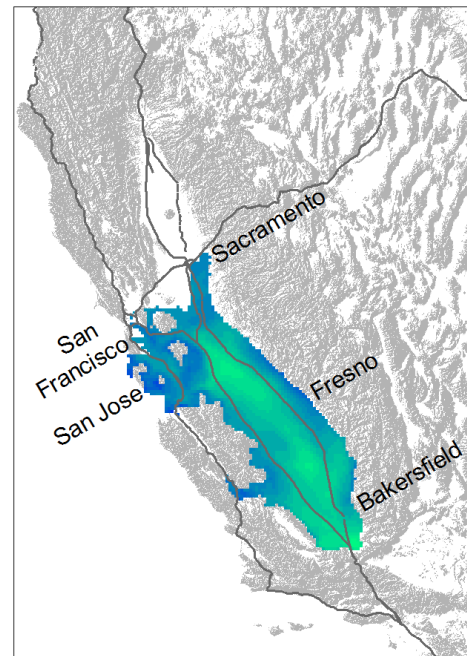 Sacramento
San
Francisco
San Jose
Fresno
Bakersfield